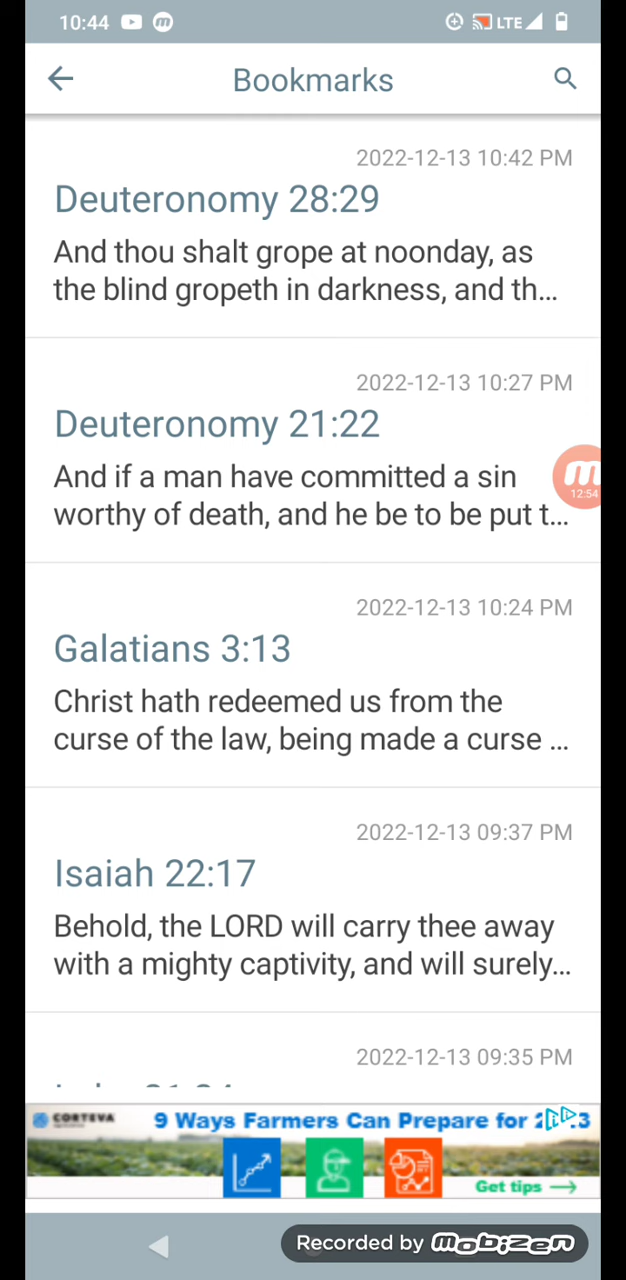 10:44
LTE
Bookmarks
2022-12-13 10:42 PM
Deuteronomy 28:29
And thou shalt grope at noonday, as
the blind gropeth in darkness, and th...
2022-12-13 10:27 PM
Deuteronomy 21:22
And if a man have committed a sin
worthy of death, and he be to be put t...
12:54
2022-12-13 10:24 PM
Galatians 3:13
Christ hath redeemed us from the
curse of the law, being made a curse ...
2022-12-13 09:37 PM
Isaiah 22:17
Behold, the LORD will carry thee away
with a mighty captivity, and will surely...
2022-12-13 09:35 PM
CORTEVA
9 Ways Farmers Can Prepare for
Get tips
Recorded by mobizen